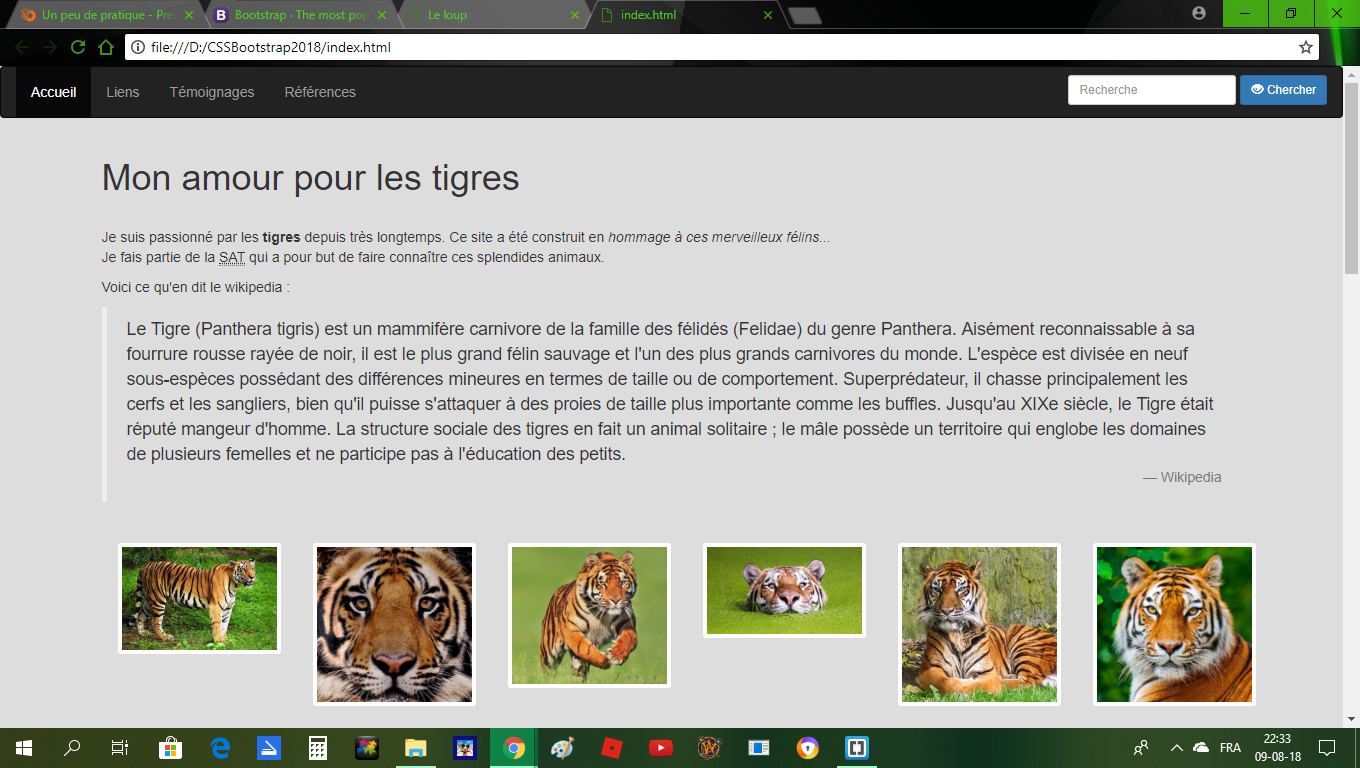 Un peu de pratique - Pre
Bootstrap · The most pop
Le loup
index.html
file:///D:/CSSBootstrap2018/index.html
Accueil
Liens
Témoignages
Références
Recherche
Chercher
Mon amour pour les tigres
Je suis passionné par les tigres depuis très longtemps. Ce site a été construit en hommage à ces merveilleux félins...
Je fais partie de la SAT qui a pour but de faire connaître ces splendides animaux.
Voici ce qu'en dit le wikipedia :
Le Tigre (Panthera tigris) est un mammifère carnivore de la famille des félidés (Felidae) du genre Panthera. Aisément reconnaissable à sa
fourrure rousse rayée de noir, il est le plus grand félin sauvage et l'un des plus grands carnivores du monde. L'espèce est divisée en neuf
sous-espèces possédant des différences mineures en termes de taille ou de comportement. Superprédateur, il chasse principalement les
cerfs et les sangliers, bien qu'il puisse s'attaquer à des proies de taille plus importante comme les buffles. Jusqu'au XIXe siècle, le Tigre était
réputé mangeur d'homme. La structure sociale des tigres en fait un animal solitaire ; le mâle possède un territoire qui englobe les domaines
de plusieurs femelles et ne participe pas à l'éducation des petits.
— Wikipedia
FRA
22:33
09-08-18